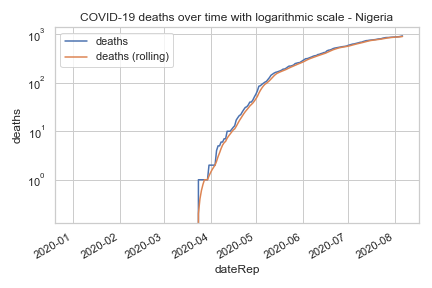 COVID-19 deaths over time with logarithmic scale - Nigeria
deaths
deaths (rolling)
10³
10²
10¹
10⁰
deaths
2020-01
2020-02
2020-03
2020-04
2020-05
2020-06
2020-07
2020-08
dateRep